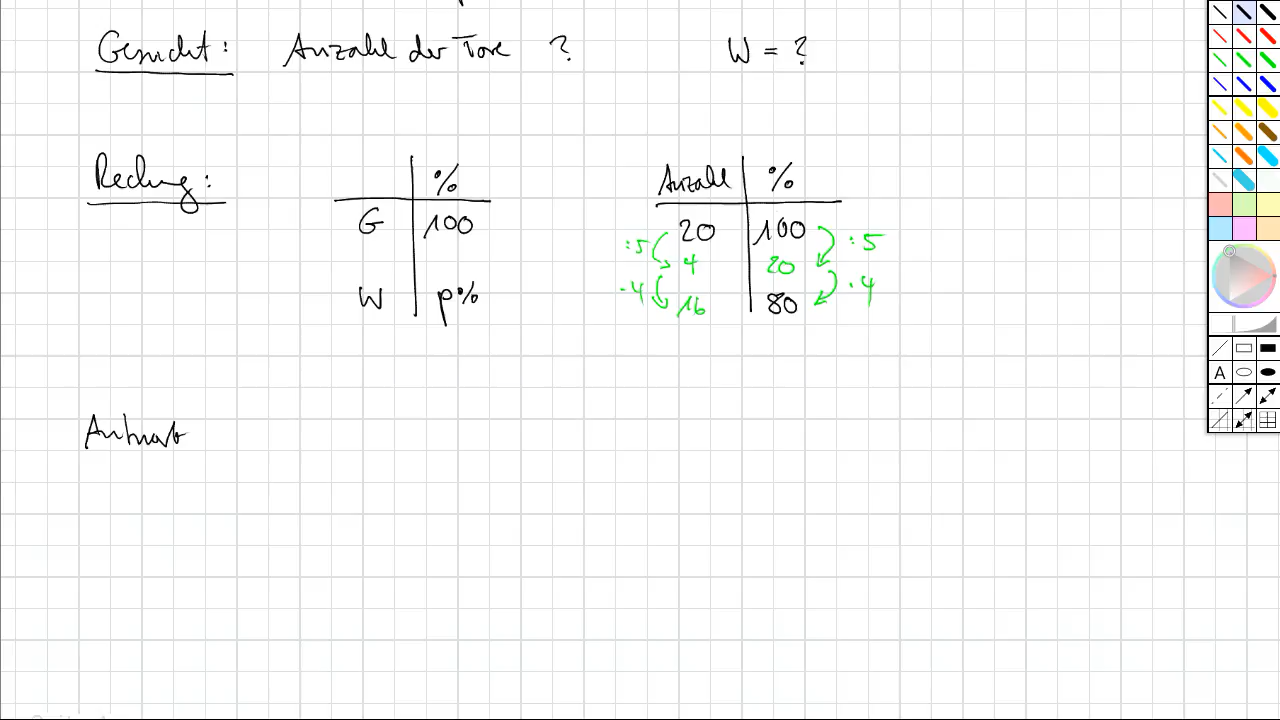 Gesucht: Anzahl der Tore ? W = ?
Rechnung: % Anzahl %
G 100 20 100
:5 :5
4 20
·4 ·4
W p% 16 80
Antwort
A